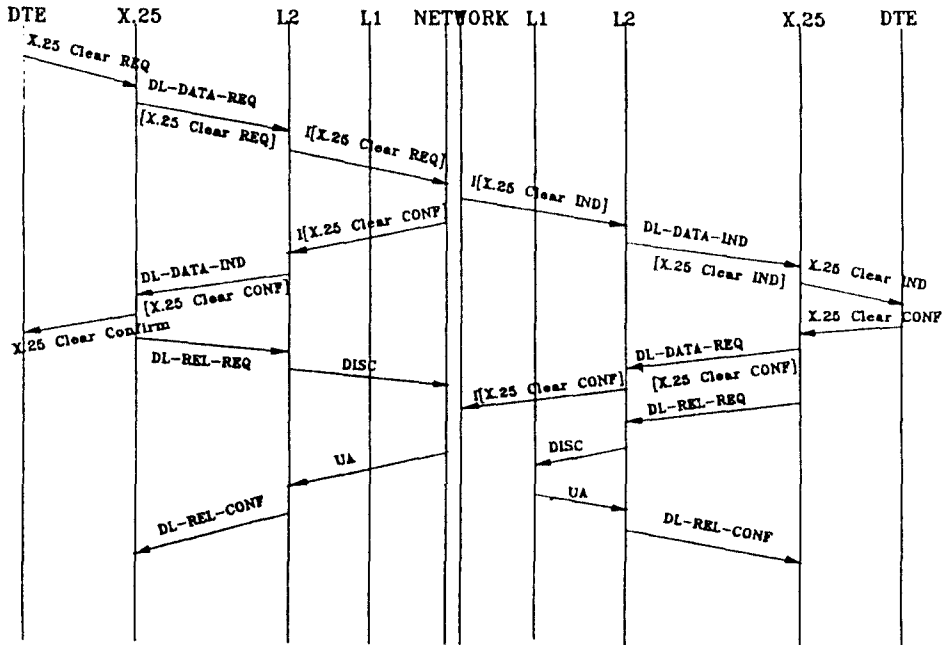 DTE X.25 L2 L1 NETWORK L1 L2 X.25 DTE
X.25 Clear REQ
DL-DATA-REQ
[X.25 Clear REQ]
I[X.25 Clear REQ]
I[X.25 Clear IND]
I[X.25 Clear CONF]
DL-DATA-IND
[X.25 Clear IND]
X.25 Clear IND
DL-DATA-IND
[X.25 Clear CONF]
X.25 Clear Confirm
X.25 Clear CONF
DL-REL-REQ
DISC
DL-DATA-REQ
[X.25 Clear CONF]
I[X.25 Clear CONF]
DL-REL-REQ
DISC
UA
UA
DL-REL-CONF
DL-REL-CONF